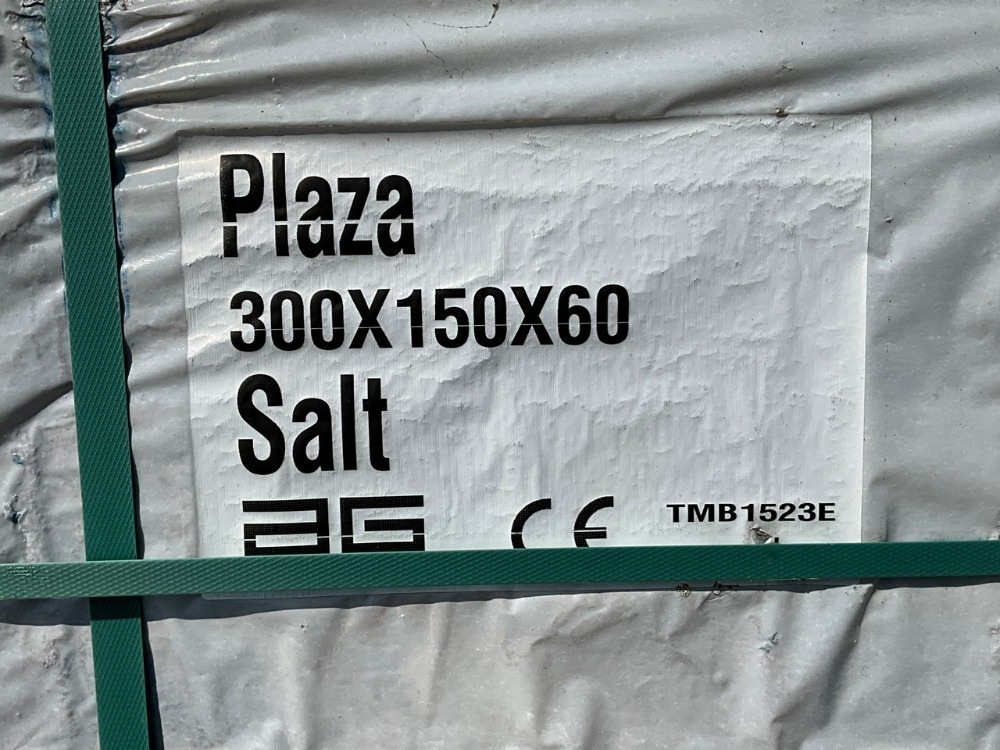 Plaza
300X150X60
Salt
AG CE TMB1523E